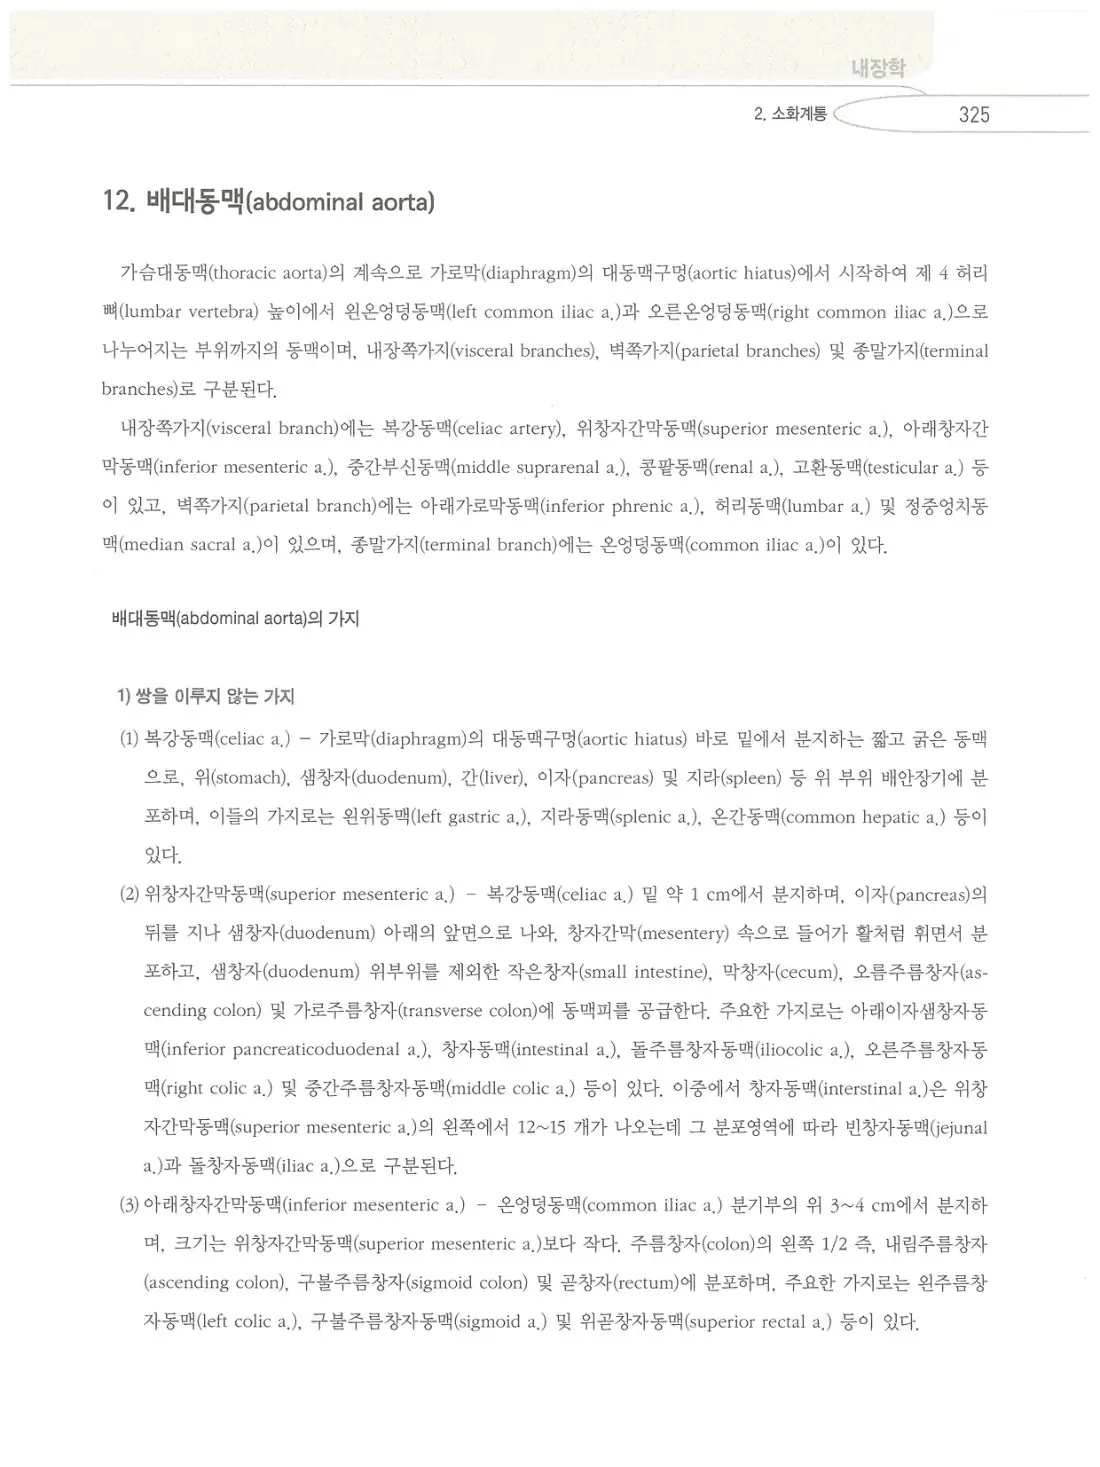 내장학
2. 소화계통
325
12. 배대동맥(abdominal aorta)
가슴대동맥(thoracic aorta)의 계속으로 가로막(diaphragm)의 대동맥구멍(aortic hiatus)에서 시작하여 제 4 허리
뼈(lumbar vertebra) 높이에서 왼온엉덩동맥(left common iliac a.)과 오른온엉덩동맥(right common iliac a.)으로
나누어지는 부위까지의 동맥이며, 내장쪽가지(visceral branches), 벽쪽가지(parietal branches) 및 종말가지(terminal
branches)로 구분된다.
내장쪽가지(visceral branch)에는 복강동맥(celiac artery), 위창자간막동맥(superior mesenteric a.), 아래창자간
막동맥(inferior mesenteric a.), 중간부신동맥(middle suprarenal a.), 콩팥동맥(renal a.), 고환동맥(testicular a.) 등
이 있고, 벽쪽가지(parietal branch)에는 아래가로막동맥(inferior phrenic a.), 허리동맥(lumbar a.) 및 정중엉치동
맥(median sacral a.)이 있으며, 종말가지(terminal branch)에는 온엉덩동맥(common iliac a.)이 있다.
배대동맥(abdominal aorta)의 가지
1) 쌍을 이루지 않는 가지
(1) 복강동맥(celiac a.) – 가로막(diaphragm)의 대동맥구멍(aortic hiatus) 바로 밑에서 분지하는 짧고 굵은 동맥
으로, 위(stomach), 샘창자(duodenum), 간(liver), 이자(pancreas) 및 지라(spleen) 등 위 부위 배안장기에 분
포하며, 이들의 가지로는 왼위동맥(left gastric a,), 지라동맥(splenic a.), 온간동맥(common hepatic a.) 등이
있다.
(2) 위창자간막동맥(superior mesenteric a.) – 복강동맥(celiac a.) 밑 약 1 cm에서 분지하며, 이자(pancreas)의
뒤를 지나 샘창자(duodenum) 아래의 앞면으로 나와, 창자간막(mesentery) 속으로 들어가 활처럼 휘면서 분
포하고, 샘창자(duodenum) 위부위를 제외한 작은창자(small intestine), 막창자(cecum), 오름주름창자(as-
cending colon) 및 가로주름창자(transverse colon)에 동맥피를 공급한다. 주요한 가지로는 아래이자샘창자동
맥(inferior pancreaticoduodenal a.), 창자동맥(intestinal a.), 돌주름창자동맥(iliocolic a.), 오른주름창자동
맥(right colic a.) 및 중간주름창자동맥(middle colic a.) 등이 있다. 이중에서 창자동맥(interstinal a.)은 위창
자간막동맥(superior mesenteric a.)의 왼쪽에서 12~15 개가 나오는데 그 분포영역에 따라 빈창자동맥(jejunal
a.)과 돌창자동맥(iliac a.)으로 구분된다.
(3) 아래창자간막동맥(inferior mesenteric a.) – 온엉덩동맥(common iliac a.) 분기부의 위 3~4 cm에서 분지하
며, 크기는 위창자간막동맥(superior mesenteric a.)보다 작다. 주름창자(colon)의 왼쪽 1/2 즉, 내림주름창자
(ascending colon), 구불주름창자(sigmoid colon) 및 곧창자(rectum)에 분포하며, 주요한 가지로는 왼주름창
자동맥(left colic a.), 구불주름창자동맥(sigmoid a.) 및 위곧창자동맥(superior rectal a.) 등이 있다.